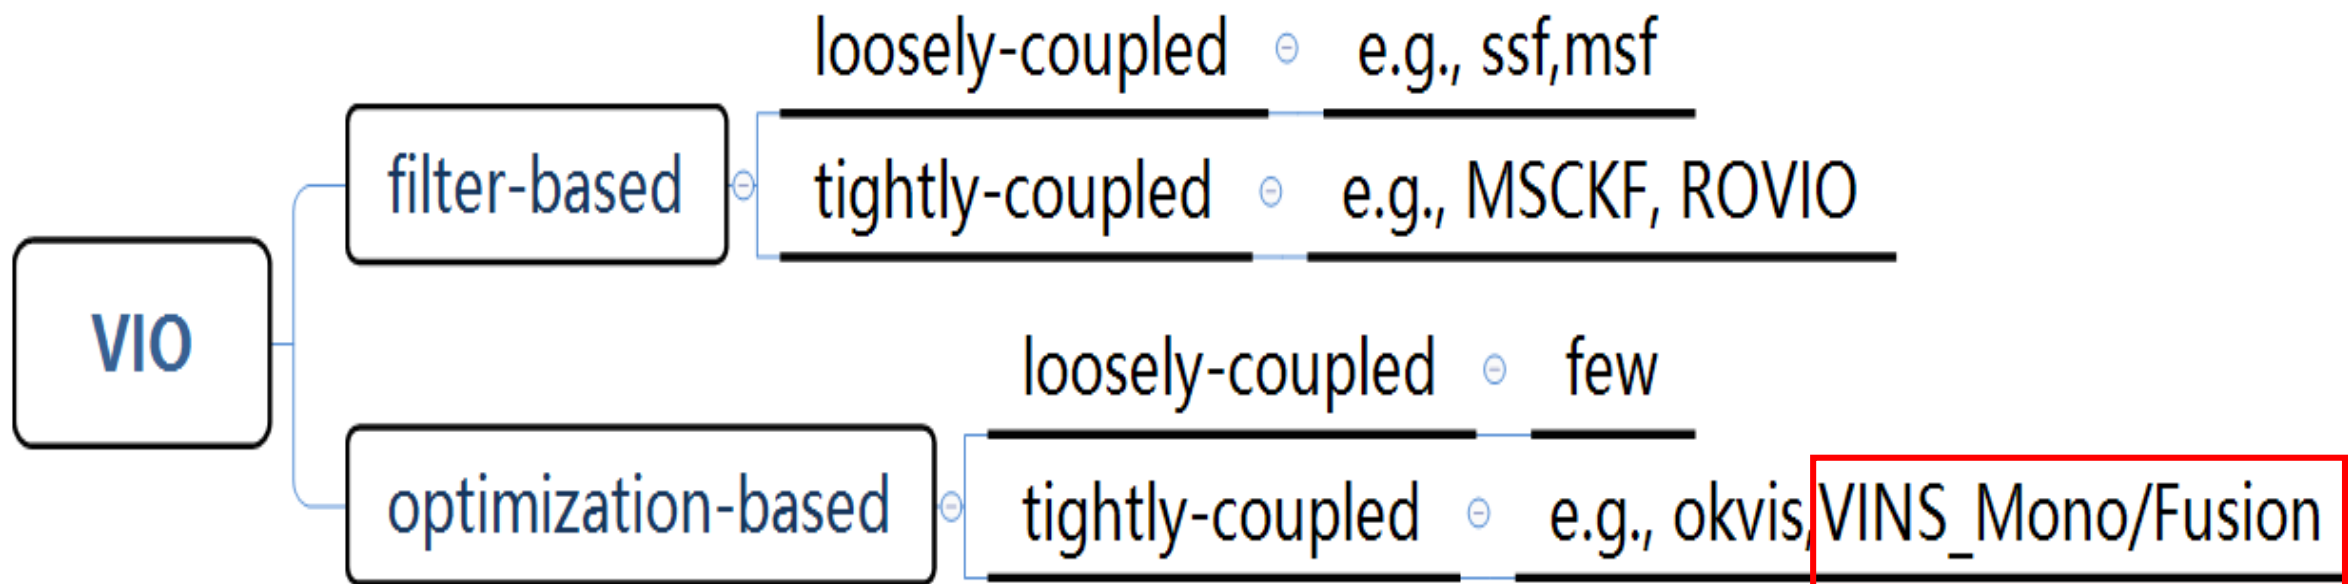 VIO
filter-based
loosely-coupled e.g., ssf,msf
tightly-coupled e.g., MSCKF, ROVIO
optimization-based
loosely-coupled few
tightly-coupled e.g., okvis,VINS_Mono/Fusion